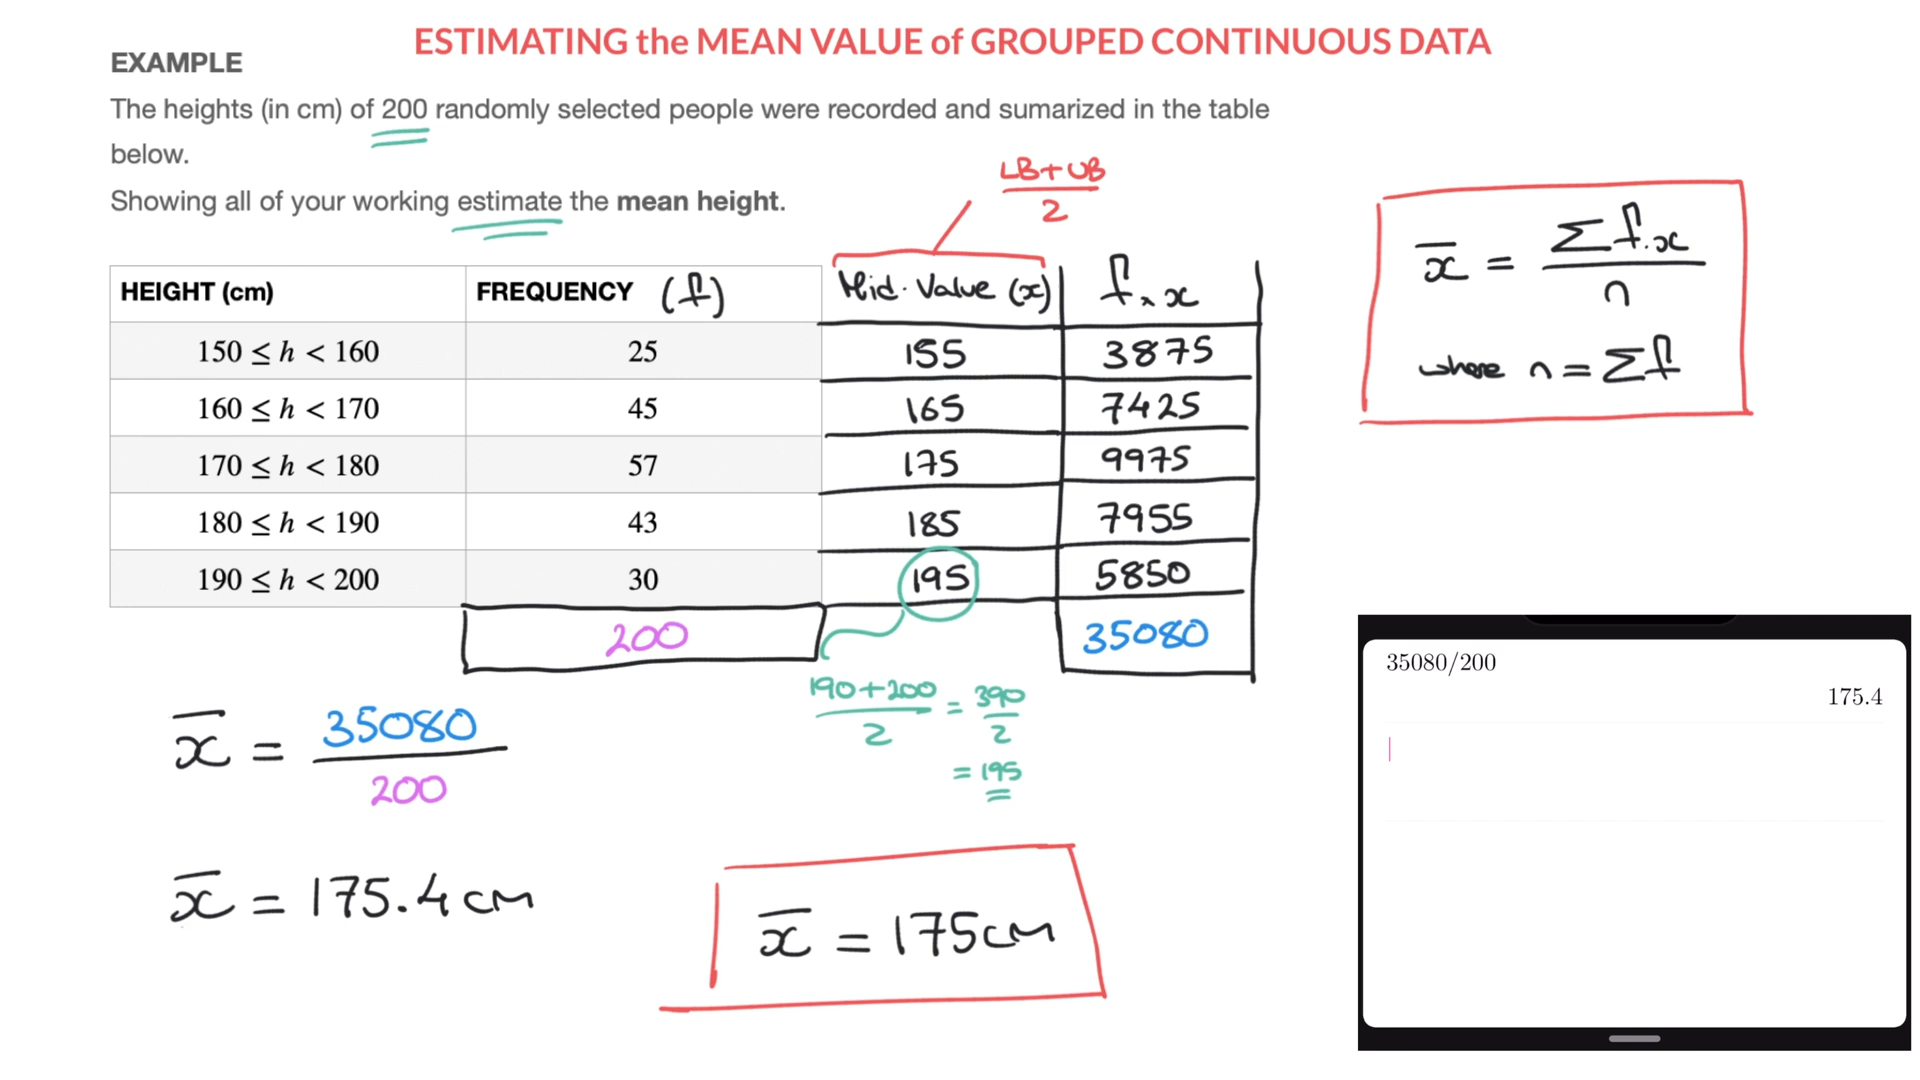 ESTIMATING the MEAN VALUE of GROUPED CONTINUOUS DATA
EXAMPLE
The heights (in cm) of 200 randomly selected people were recorded and sumarized in the table
below.
Showing all of your working estimate the mean height.
LB+UB
2
HEIGHT (cm) FREQUENCY (f) Mid. Value (x) f × x
150 ≤ h < 160 25 155 3875
160 ≤ h < 170 45 165 7425
170 ≤ h < 180 57 175 9975
180 ≤ h < 190 43 185 7955
190 ≤ h < 200 30 195 5850
200 35080
x̄ = Σf.x
n
where n = Σf
190+200 = 390
2 2
= 195
x̄ = 35080
200
x̄ = 175.4 cm
x̄ = 175cm
35080/200
175.4